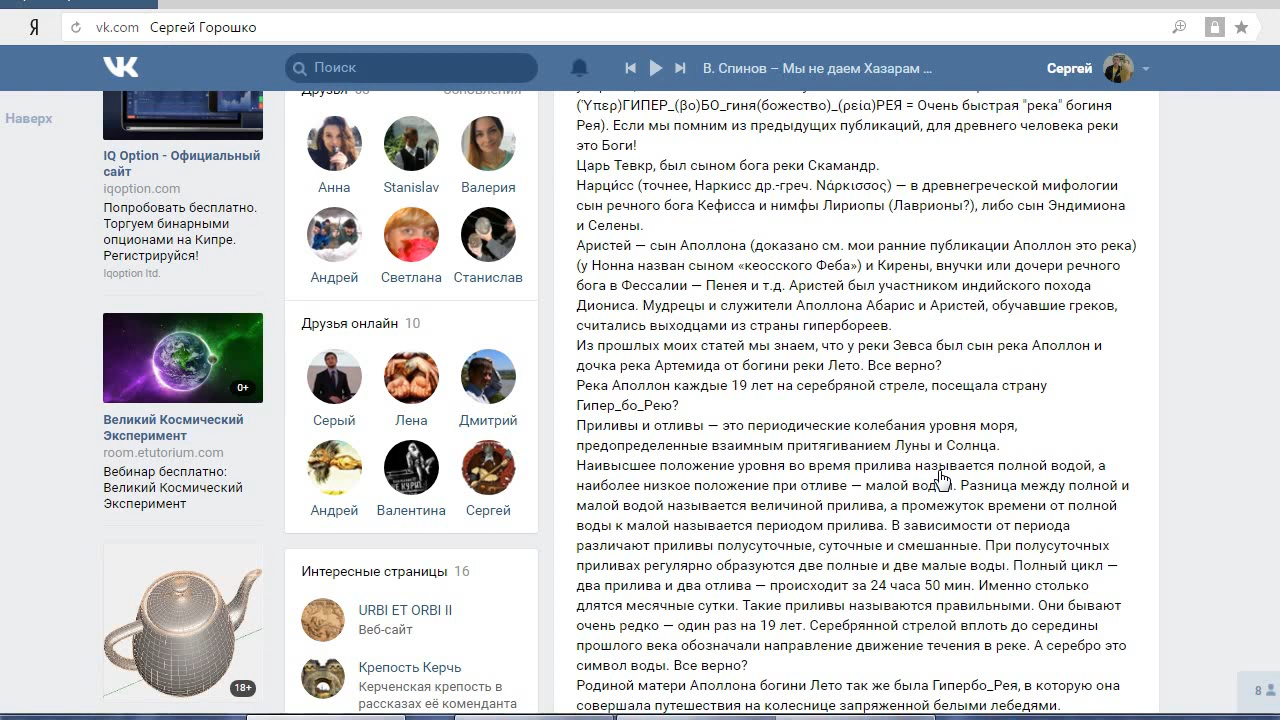 Я
vk.com Сергей Горошко
Поиск
В. Спинов – Мы не даем Хазарам ...
Сергей
Наверх
IQ Option - Официальный
сайт
iqoption.com
Попробовать бесплатно.
Торгуем бинарными
опционами на Кипре.
Регистрируйся!
Iqoption ltd.
0+
Великий Космический
Эксперимент
room.etutorium.com
Вебинар бесплатно:
Великий Космический
Эксперимент
18+
Анна
Stanislav
Валерия
Андрей
Светлана
Станислав
Друзья онлайн 10
Серый
Лена
Дмитрий
Андрей
Валентина
Сергей
Интересные страницы 16
URBI ET ORBI II
Веб-сайт
Крепость Керчь
Керченская крепость в
рассказах её коменданта
(Ὑπερ)ГИПЕР_(βο)БО_гиня(божество)_(ρεία)РЕЯ = Очень быстрая "река" богиня
Рея). Если мы помним из предыдущих публикаций, для древнего человека реки
это Боги!
Царь Тевкр, был сыном бога реки Скамандр.
Нарци́сс (точнее, Наркисс др.-греч. Νάρκισσος) — в древнегреческой мифологии
сын речного бога Кефисса и нимфы Лириопы (Лаврионы?), либо сын Эндимиона
и Селены.
Аристей — сын Аполлона (доказано см. мои ранние публикации Аполлон это река)
(у Нонна назван сыном «кеосского Феба») и Кирены, внучки или дочери речного
бога в Фессалии — Пенея и т.д. Аристей был участником индийского похода
Диониса. Мудрецы и служители Аполлона Абарис и Аристей, обучавшие греков,
считались выходцами из страны гипербореев.
Из прошлых моих статей мы знаем, что у реки Зевса был сын река Аполлон и
дочка река Артемида от богини реки Лето. Все верно?
Река Аполлон каждые 19 лет на серебряной стреле, посещала страну
Гипер_бо_Рею?
Приливы и отливы — это периодические колебания уровня моря,
предопределенные взаимным притягиванием Луны и Солнца.
Наивысшее положение уровня во время прилива называется полной водой, а
наиболее низкое положение при отливе — малой водой. Разница между полной и
малой водой называется величиной прилива, а промежуток времени от полной
воды к малой называется периодом прилива. В зависимости от периода
различают приливы полусуточные, суточные и смешанные. При полусуточных
приливах регулярно образуются две полные и две малые воды. Полный цикл —
два прилива и два отлива — происходит за 24 часа 50 мин. Именно столько
длятся месячные сутки. Такие приливы называются правильными. Они бывают
очень редко — один раз на 19 лет. Серебрянной стрелой вплоть до середины
прошлого века обозначали направление движение течения в реке. А серебро это
символ воды. Все верно?
Родиной матери Аполлона богини Лето так же была Гипербо_Рея, в которую она
совершала путешествия на колеснице запряженной белыми лебедями.
8